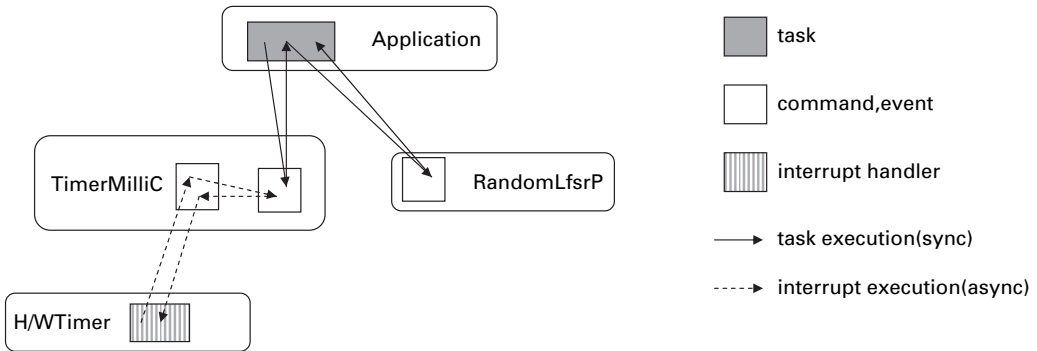 Application
task
command,event
TimerMilliC
RandomLfsrP
interrupt handler
task execution(sync)
interrupt execution(async)
H/WTimer